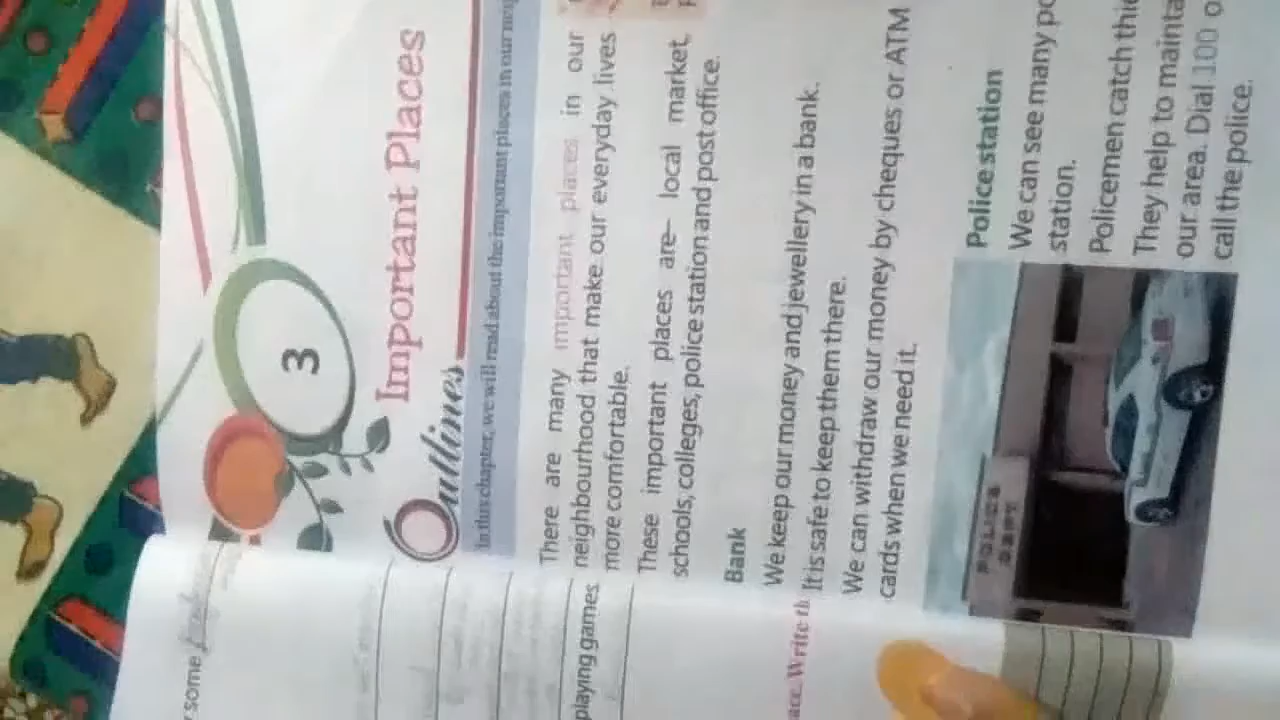 3
Important Places
Outlines
In this chapter, we will read about the important places in our
There are many important places in our
neighbourhood that make our everyday lives
more comfortable.
These important places are– local market,
schools, colleges, police station and post office.
Bank
We keep our money and jewellery in a bank.
It is safe to keep them there.
We can withdraw our money by cheques or ATM
cards when we need it.
POLICE
DEPT
Police station
We can see many po
station.
Policemen catch thie
They help to mainta
our area. Dial 100 o
call the police.
some
playing games
Write th